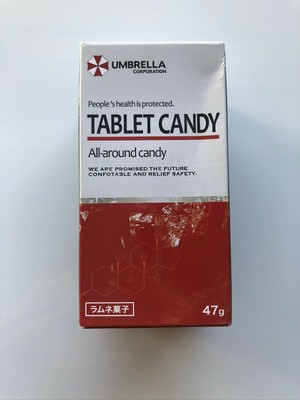 UMBRELLA
CORPORATION
People's health is protected.
TABLET CANDY
All-around candy
WE ARE PROMISED THE FUTURE
CONFOTABLE AND RELIEF SAFETY.
ラムネ菓子
47g